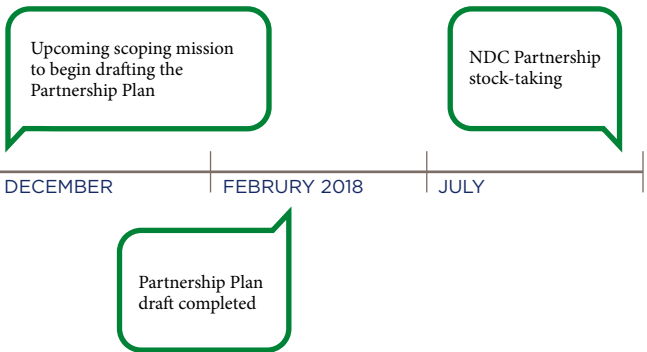 Upcoming scoping mission
to begin drafting the
Partnership Plan
NDC Partnership
stock-taking
DECEMBER
FEBRURY 2018
JULY
Partnership Plan
draft completed